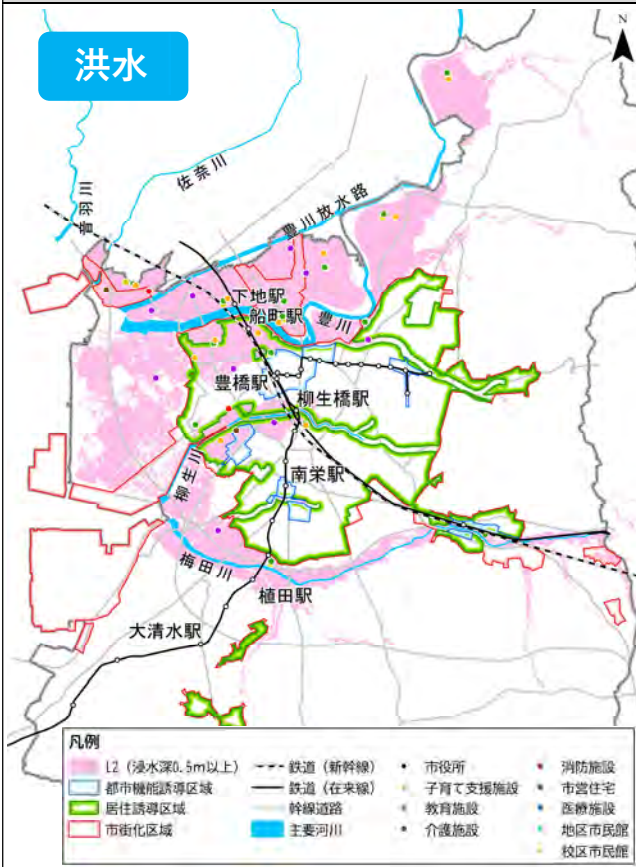 洪水
N
佐奈川
音羽川
豊川放水路
下地駅
船町駅
豊川
豊橋駅
柳生橋駅
南栄駅
柳生川
梅田川
植田駅
大清水駅
凡例
L2（浸水深0.5m以上）
都市機能誘導区域
居住誘導区域
市街化区域
鉄道（新幹線）
鉄道（在来線）
幹線道路
主要河川
市役所
子育て支援施設
教育施設
介護施設
消防施設
市営住宅
医療施設
地区市民館
校区市民館